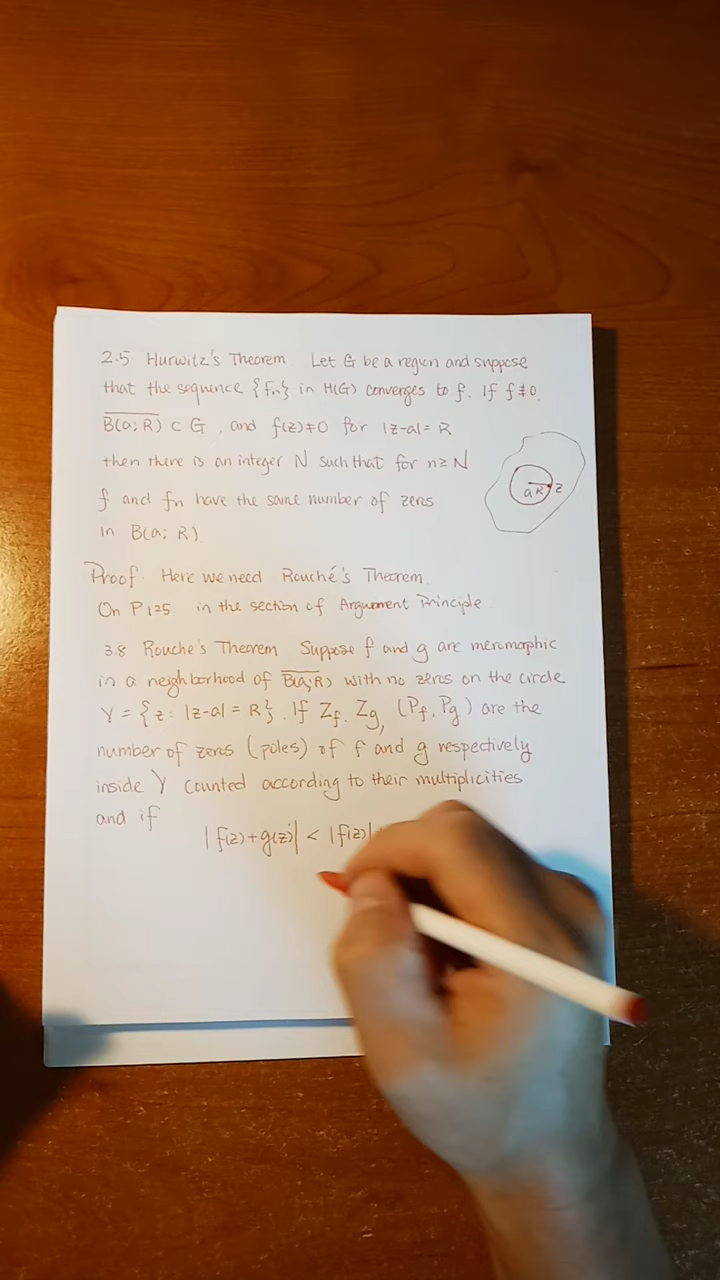 2.5 Hurwitz's Theorem Let G be a region and suppose
that the sequence {fn} in H(G) converges to f. If f≢0,
B̅(̅a̅;̅ ̅R̅)̅ ⊂ G, and f(z)≠0 for |z-a|= R
then there is an integer N such that for n≥N
f and fn have the same number of zeros
in B(a; R)
a R z
Proof. Here we need Rouché's Theorem
On P125 in the section of Argument Principle
3.8 Rouche's Theorem Suppose f and g are meromorphic
in a neighborhood of B̅(̅a̅;̅R̅)̅ with no zeros on the circle
γ = {z: |z-a| = R}. If Zf, Zg, (Pf, Pg) are the
number of zeros (poles) of f and g respectively
inside γ counted according to their multiplicities
and if
|f(z)+g(z)| < |f(z)|